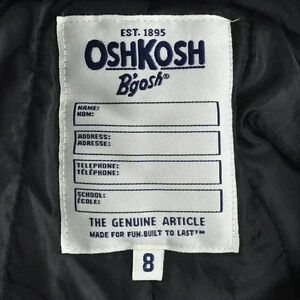 EST. 1895
OSHKOSH
B'gosh®
NAME:
NOM:
ADDRESS:
ADRESSE:
TELEPHONE:
TÉLÉPHONE:
SCHOOL:
ÉCOLE:
THE GENUINE ARTICLE
MADE FOR FUN. BUILT TO LAST™
8